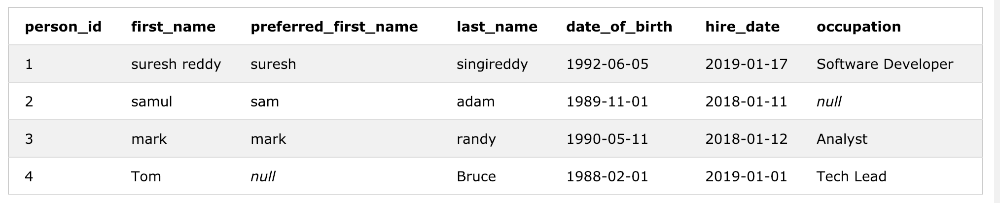 person_id first_name preferred_first_name last_name date_of_birth hire_date occupation
1 suresh reddy suresh singireddy 1992-06-05 2019-01-17 Software Developer
2 samul sam adam 1989-11-01 2018-01-11 null
3 mark mark randy 1990-05-11 2018-01-12 Analyst
4 Tom null Bruce 1988-02-01 2019-01-01 Tech Lead